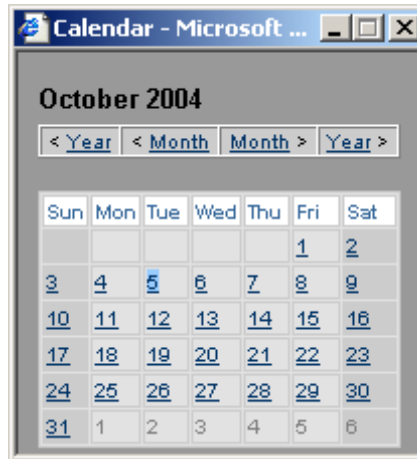 Calendar - Microsoft ...
October 2004
< Year < Month Month > Year >
Sun Mon Tue Wed Thu Fri Sat
1 2
3 4 5 6 7 8 9
10 11 12 13 14 15 16
17 18 19 20 21 22 23
24 25 26 27 28 29 30
31 1 2 3 4 5 6